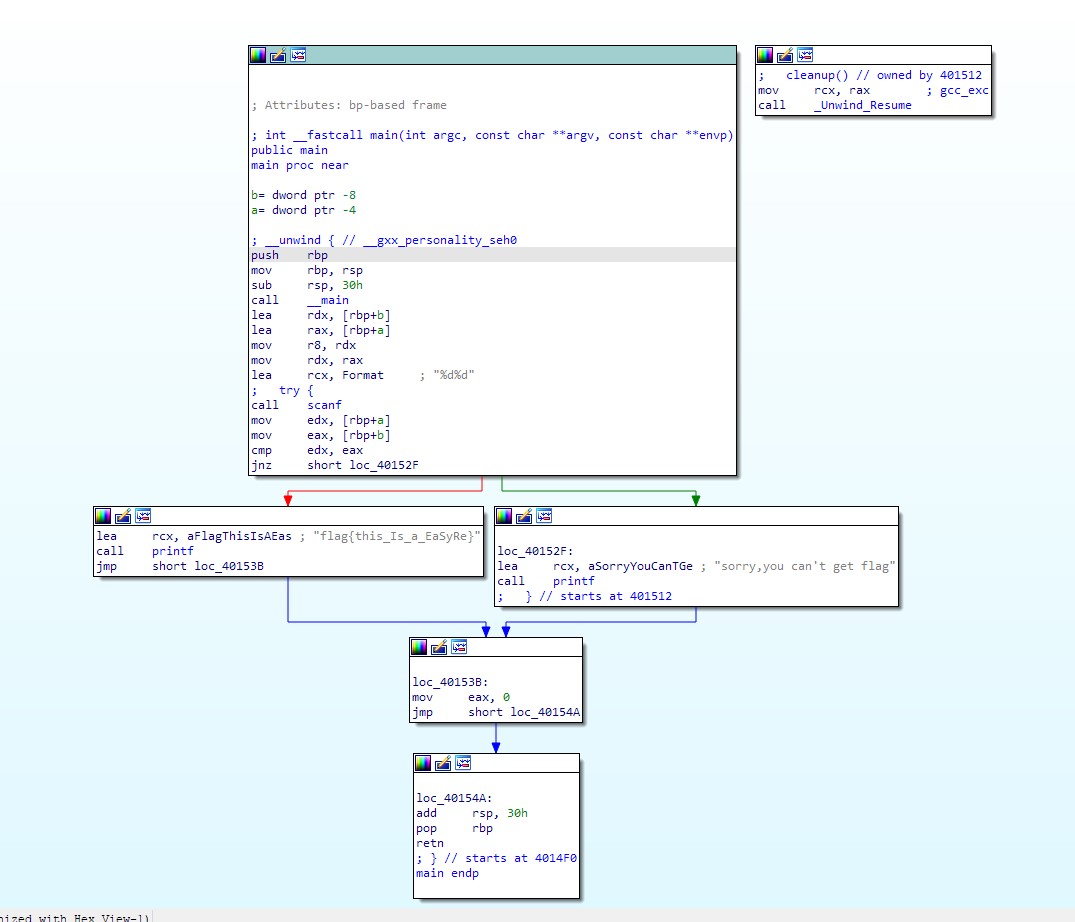 ; Attributes: bp-based frame
; int __fastcall main(int argc, const char **argv, const char **envp)
public main
main proc near
b= dword ptr -8
a= dword ptr -4
; __unwind { // __gxx_personality_seh0
push rbp
mov rbp, rsp
sub rsp, 30h
call __main
lea rdx, [rbp+b]
lea rax, [rbp+a]
mov r8, rdx
mov rdx, rax
lea rcx, Format ; "%d%d"
; try {
call scanf
mov edx, [rbp+a]
mov eax, [rbp+b]
cmp edx, eax
jnz short loc_40152F
; cleanup() // owned by 401512
mov rcx, rax ; gcc_exc
call _Unwind_Resume
lea rcx, aFlagThisIsAEas ; "flag{this_Is_a_EaSyRe}"
call printf
jmp short loc_40153B
loc_40152F:
lea rcx, aSorryYouCanTGe ; "sorry,you can't get flag"
call printf
; } // starts at 401512
loc_40153B:
mov eax, 0
jmp short loc_40154A
loc_40154A:
add rsp, 30h
pop rbp
retn
; } // starts at 4014F0
main endp
nized with Hex View-1)